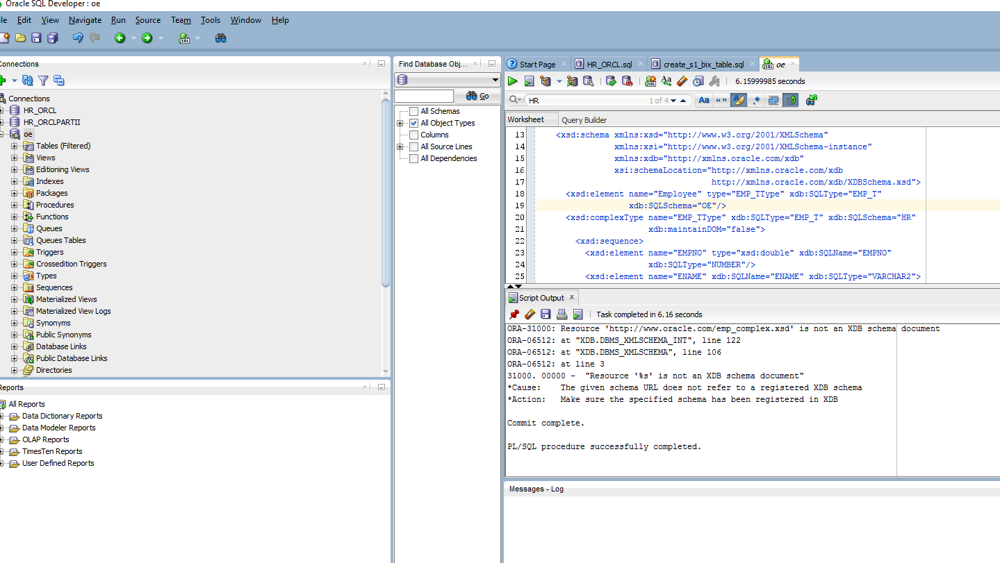 Oracle SQL Developer : oe
Edit View Navigate Run Source Team Tools Window Help
Connections
Connections
HR_ORCL
HR_ORCLPARTII
oe
Tables (Filtered)
Views
Editioning Views
Indexes
Packages
Procedures
Functions
Queues
Queues Tables
Triggers
Crossedition Triggers
Types
Sequences
Materialized Views
Materialized View Logs
Synonyms
Public Synonyms
Database Links
Public Database Links
Directories
Reports
All Reports
Data Dictionary Reports
Data Modeler Reports
OLAP Reports
TimesTen Reports
User Defined Reports
Find Database Obj...
Go
All Schemas
All Object Types
Columns
All Source Lines
All Dependencies
Start Page HR_ORCL.sql create_s1_bix_table.sql oe
6.15999985 seconds
HR 1 of 4 Aa “” .*
Worksheet Query Builder
13 <xsd:schema xmlns:xsd="http://www.w3.org/2001/XMLSchema"
14 xmlns:xsi="http://www.w3.org/2001/XMLSchema-instance"
15 xmlns:xdb="http://xmlns.oracle.com/xdb"
16 xsi:schemaLocation="http://xmlns.oracle.com/xdb
17 http://xmlns.oracle.com/xdb/XDBSchema.xsd">
18 <xsd:element name="Employee" type="EMP_TType" xdb:SQLType="EMP_T"
19 xdb:SQLSchema="OE"/>
20 <xsd:complexType name="EMP_TType" xdb:SQLType="EMP_T" xdb:SQLSchema="HR"
21 xdb:maintainDOM="false">
22 <xsd:sequence>
23 <xsd:element name="EMPNO" type="xsd:double" xdb:SQLName="EMPNO"
24 xdb:SQLType="NUMBER"/>
25 <xsd:element name="ENAME" xdb:SQLName="ENAME" xdb:SQLType="VARCHAR2">
Script Output x
Task completed in 6.16 seconds
ORA-31000: Resource 'http://www.oracle.com/emp_complex.xsd' is not an XDB schema document
ORA-06512: at "XDB.DBMS_XMLSCHEMA_INT", line 122
ORA-06512: at "XDB.DBMS_XMLSCHEMA", line 106
ORA-06512: at line 3
31000. 00000 - "Resource '%s' is not an XDB schema document"
*Cause: The given schema URL does not refer to a registered XDB schema
*Action: Make sure the specified schema has been registered in XDB
Commit complete.
PL/SQL procedure successfully completed.
Messages - Log